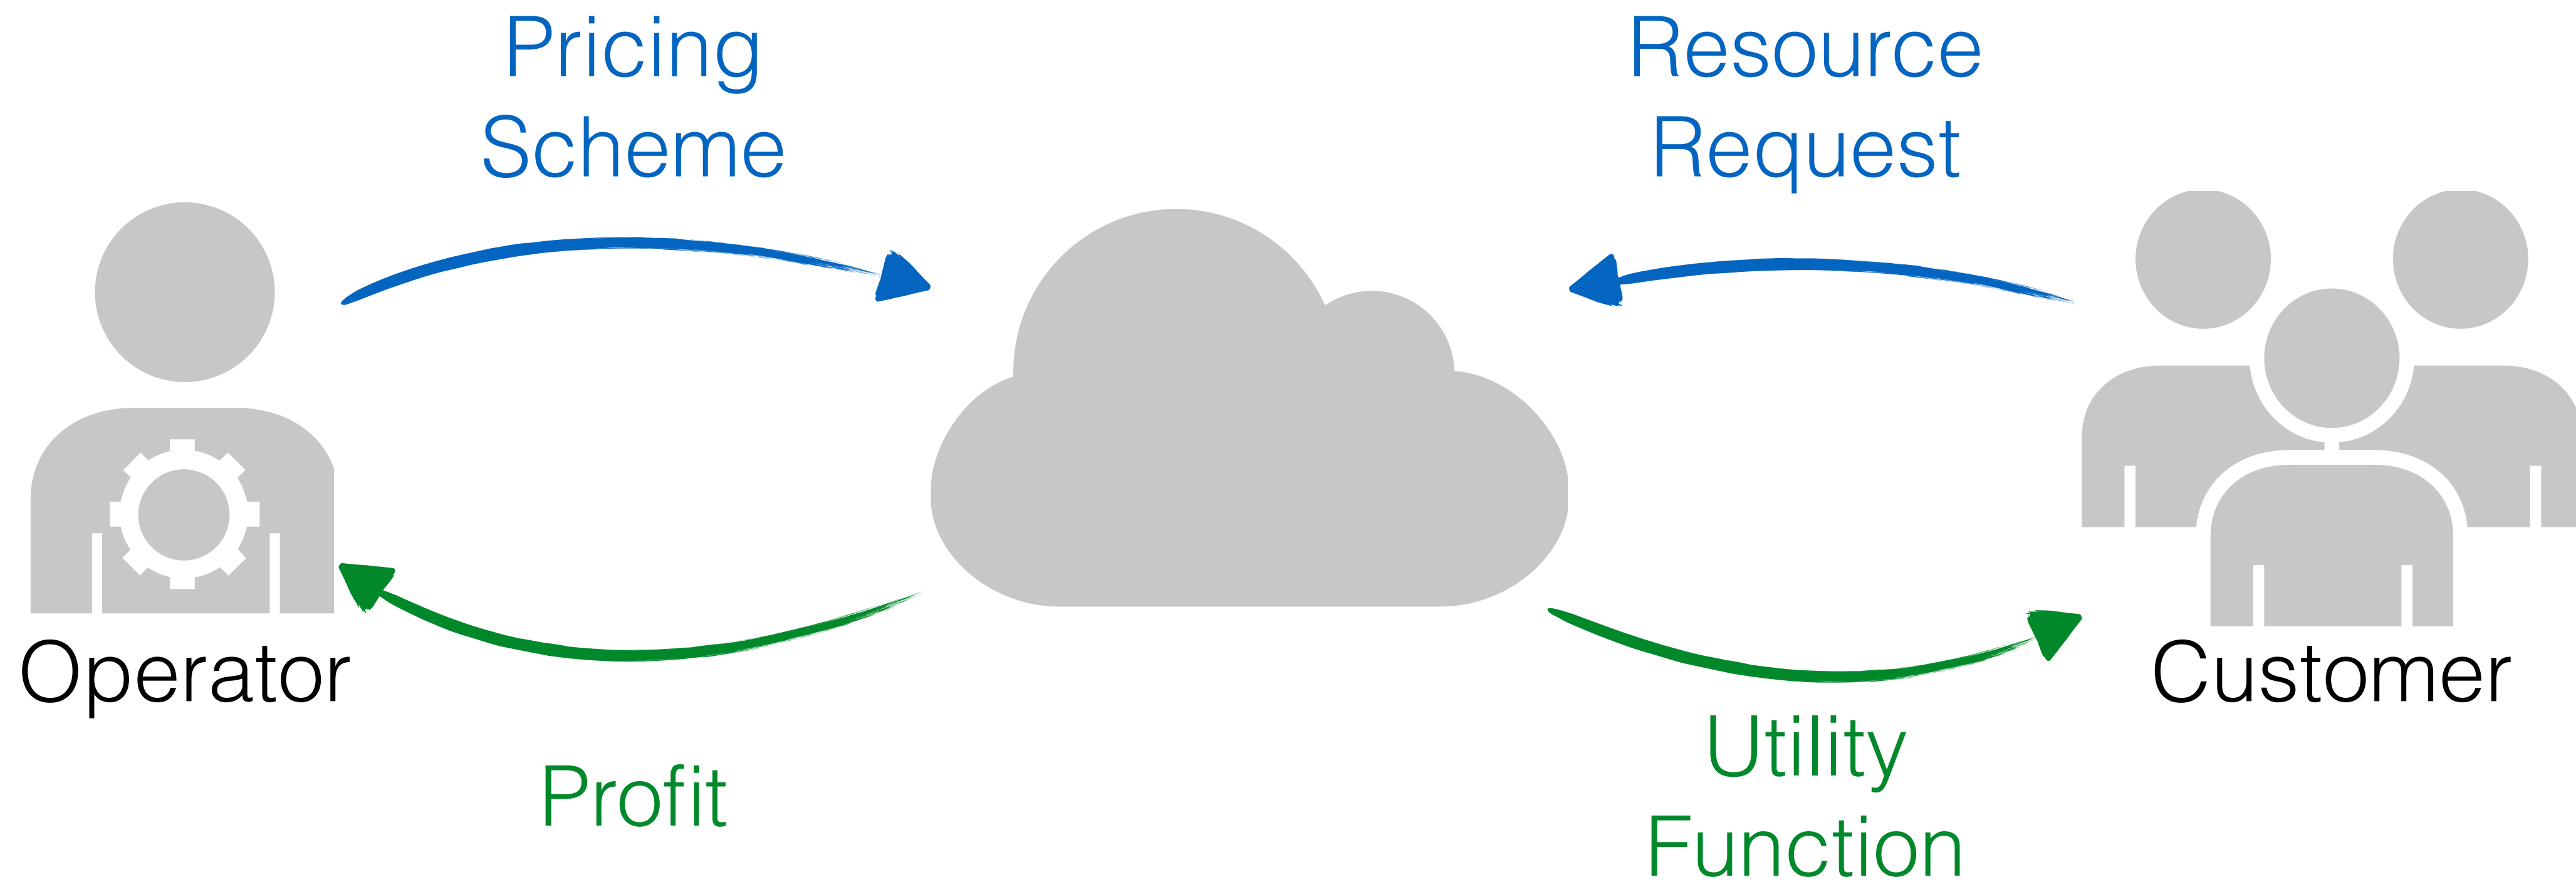 Pricing
Scheme
Resource
Request
Operator
Customer
Profit
Utility
Function